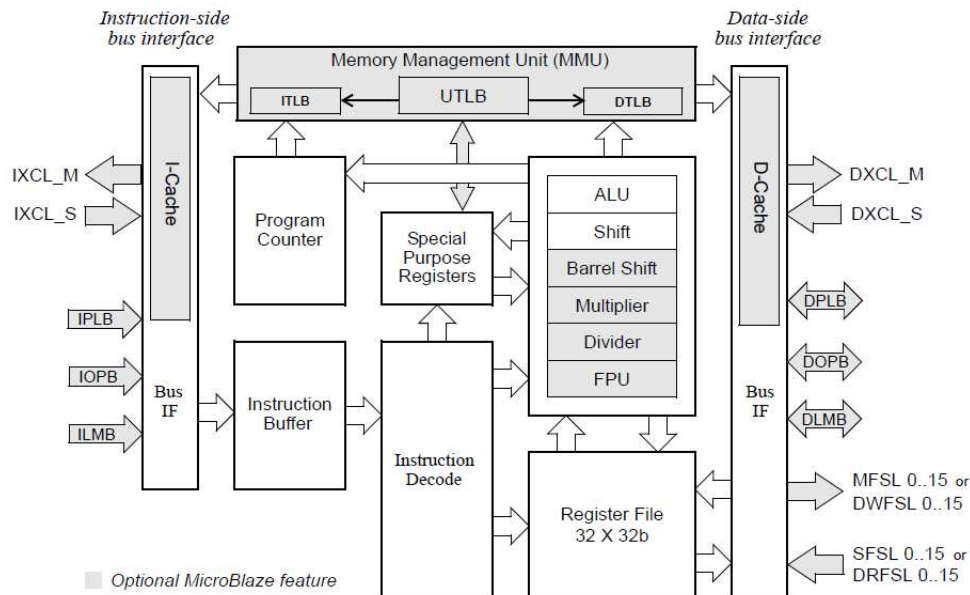 Instruction-side
bus interface
Data-side
bus interface
Memory Management Unit (MMU)
ITLB
UTLB
DTLB
I-Cache
D-Cache
IXCL_M
IXCL_S
IPLB
IOPB
ILMB
Bus
IF
Program
Counter
Special
Purpose
Registers
ALU
Shift
Barrel Shift
Multiplier
Divider
FPU
Instruction
Buffer
Instruction
Decode
Register File
32 X 32b
Bus
IF
DXCL_M
DXCL_S
DPLB
DOPB
DLMB
MFSL 0..15 or
DWFSL 0..15
SFSL 0..15 or
DRFSL 0..15
Optional MicroBlaze feature